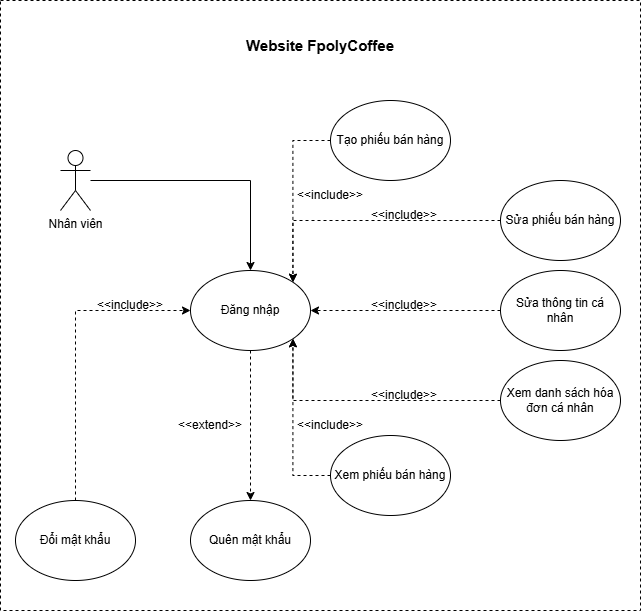 Website FpolyCoffee
Tạo phiếu bán hàng
<<include>>
<<include>>
Sửa phiếu bán hàng
Nhân viên
<<include>>
Đăng nhập
<<include>>
Sửa thông tin cá
nhân
<<include>>
Xem danh sách hóa
đơn cá nhân
<<extend>>
<<include>>
Xem phiếu bán hàng
Đổi mật khẩu
Quên mật khẩu